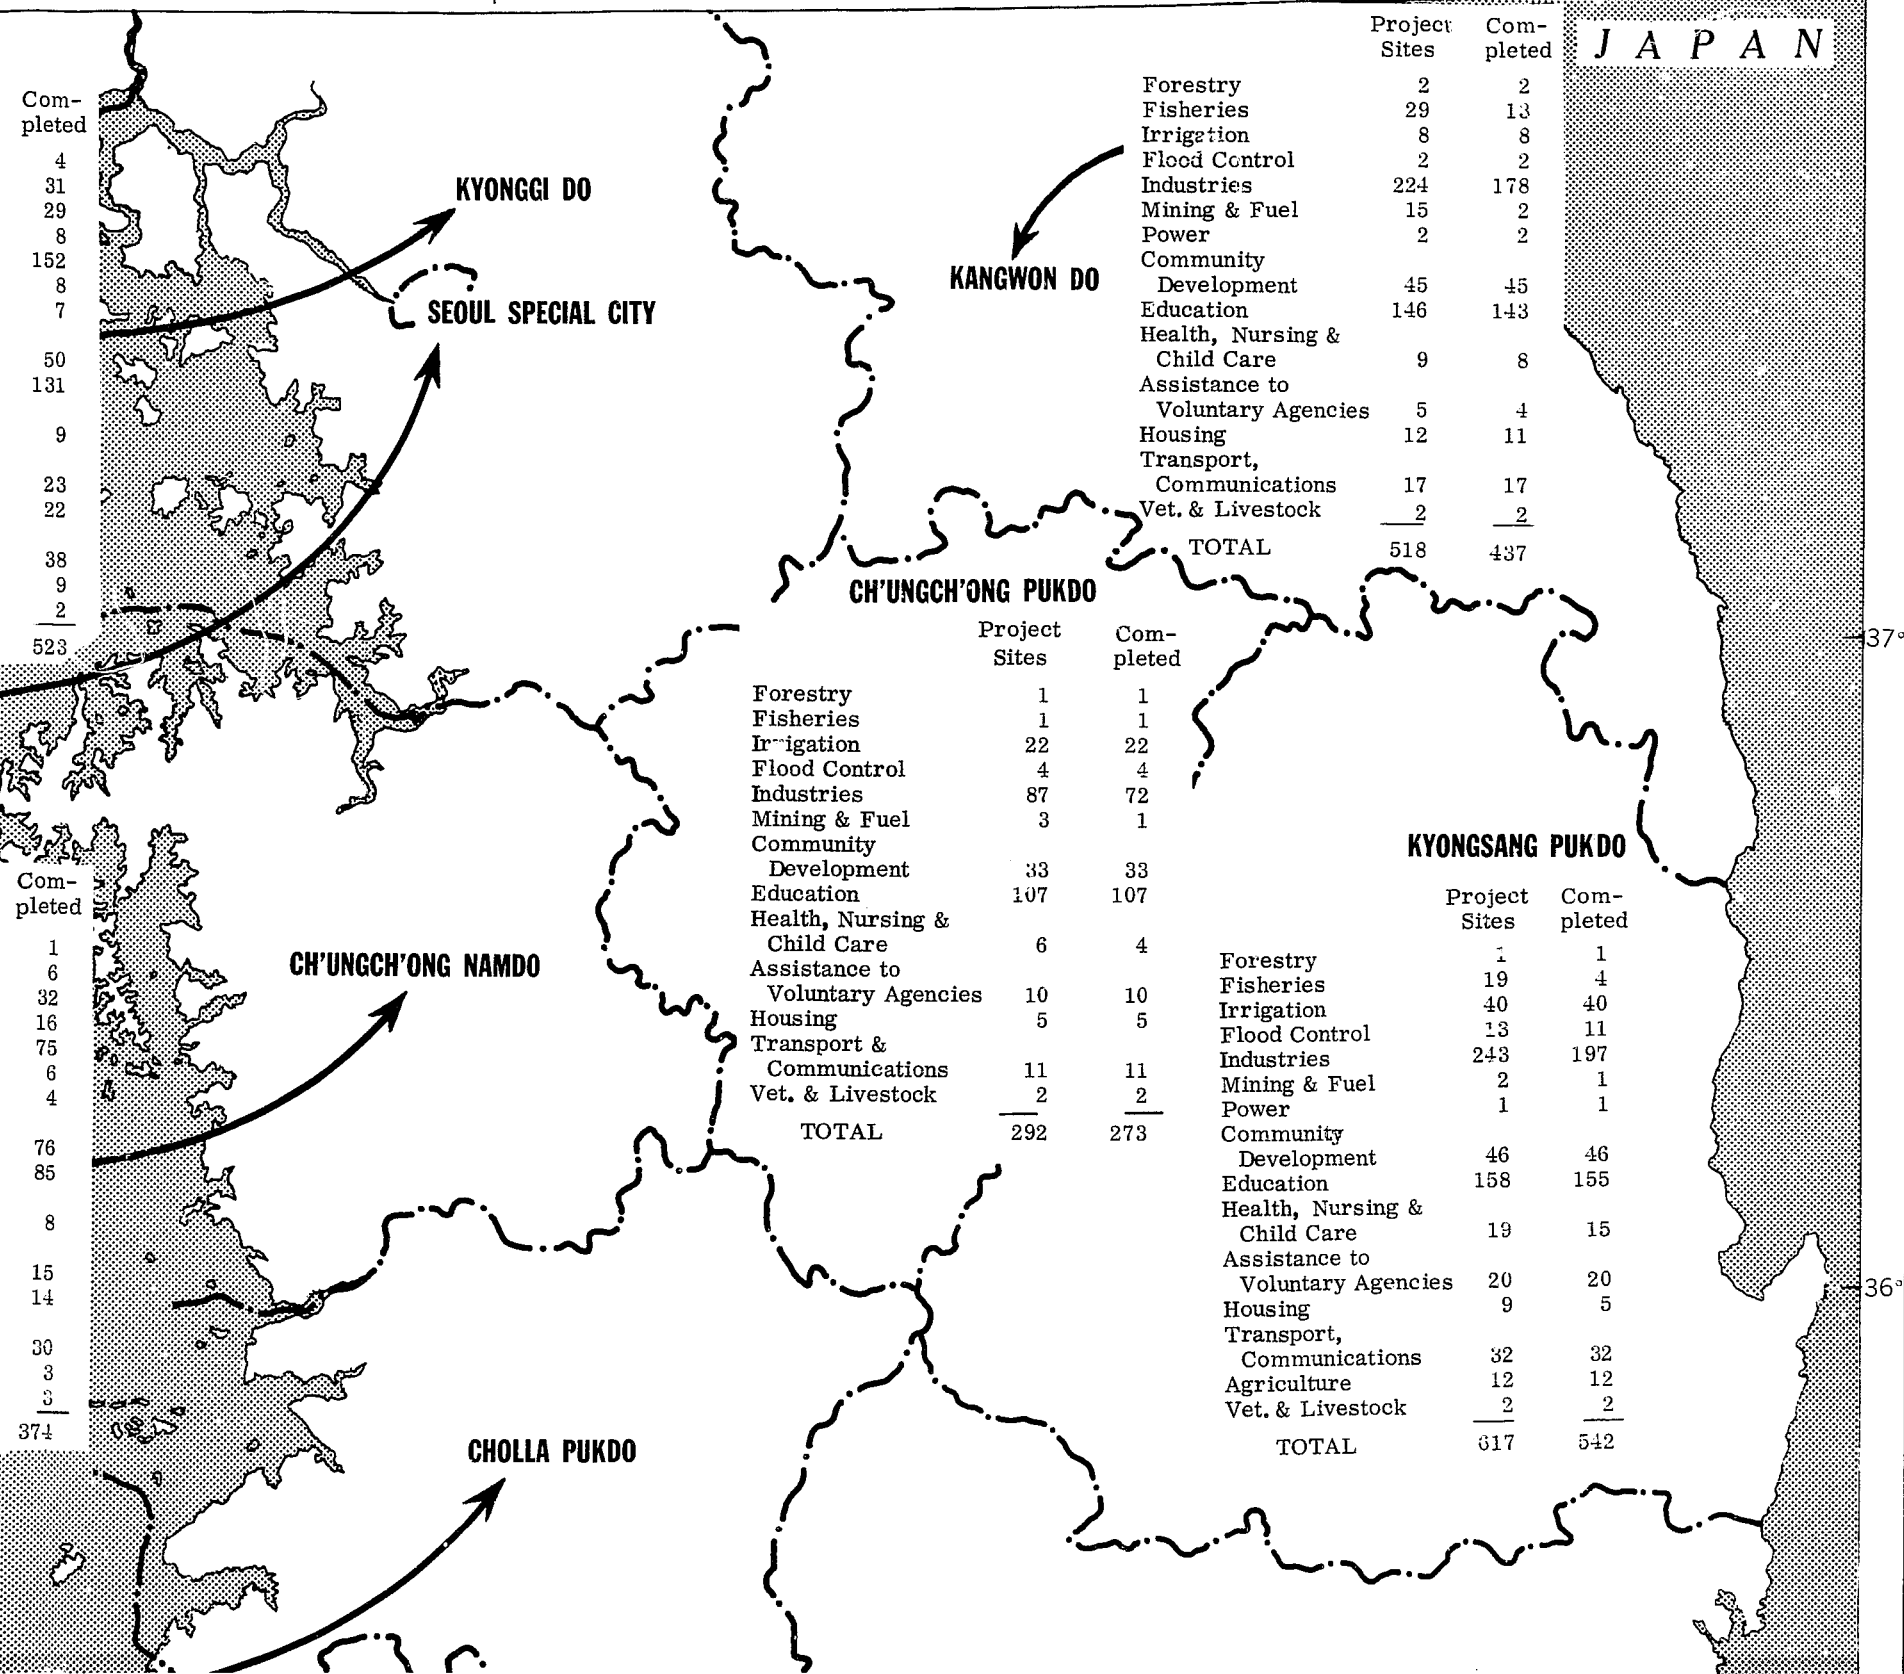 JAPAN
Project Com-
Sites pleted
Forestry 2 2
Fisheries 29 13
Irrigation 8 8
Flood Control 2 2
Industries 224 178
Mining & Fuel 15 2
Power 2 2
Community
Development 45 45
Education 146 143
Health, Nursing &
Child Care 9 8
Assistance to
Voluntary Agencies 5 4
Housing 12 11
Transport,
Communications 17 17
Vet. & Livestock 2 2
TOTAL 518 437
Com-
pleted
4
31
29
8
152
8
7
50
131
9
23
22
38
9
2
523
KYONGGI DO
SEOUL SPECIAL CITY
KANGWON DO
CH'UNGCH'ONG PUKDO
Project Com-
Sites pleted
Forestry 1 1
Fisheries 1 1
Irrigation 22 22
Flood Control 4 4
Industries 87 72
Mining & Fuel 3 1
Community
Development 33 33
Education 107 107
Health, Nursing &
Child Care 6 4
Assistance to
Voluntary Agencies 10 10
Housing 5 5
Transport &
Communications 11 11
Vet. & Livestock 2 2
TOTAL 292 273
37°
KYONGSANG PUKDO
Project Com-
Sites pleted
Forestry 1 1
Fisheries 19 4
Irrigation 40 40
Flood Control 13 11
Industries 243 197
Mining & Fuel 2 1
Power 1 1
Community
Development 46 46
Education 158 155
Health, Nursing &
Child Care 19 15
Assistance to
Voluntary Agencies 20 20
Housing 9 5
Transport,
Communications 32 32
Agriculture 12 12
Vet. & Livestock 2 2
TOTAL 617 542
36°
Com-
pleted
1
6
32
16
75
6
4
76
85
8
15
14
30
3
3
374
CH'UNGCH'ONG NAMDO
CHOLLA PUKDO